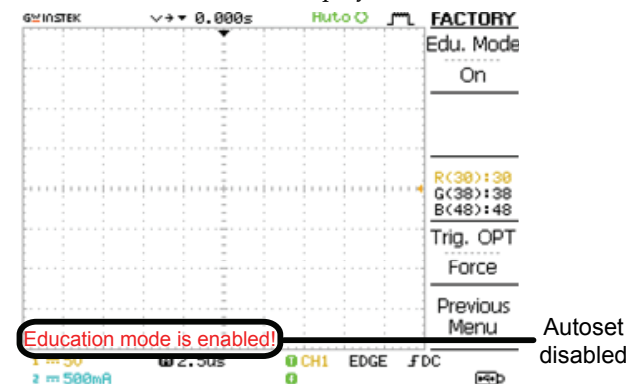 GW INSTEK 0.000s Auto FACTORY
Edu. Mode
On
R(30):30
G(38):38
B(48):48
Trig. OPT
Force
Previous
Menu
Education mode is enabled!
Autoset
disabled
2.5us CH1 EDGE DC
2 500mA